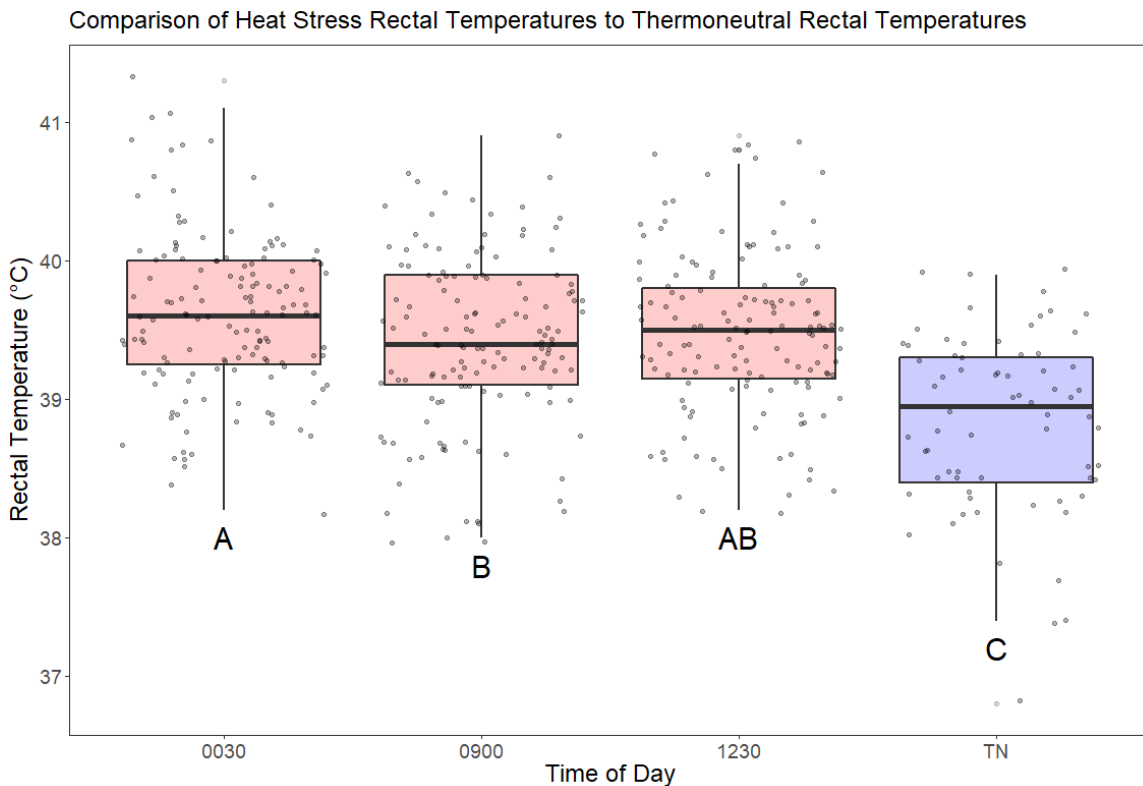 Comparison of Heat Stress Rectal Temperatures to Thermoneutral Rectal Temperatures
Rectal Temperature (°C)
41
40
39
38
37
A
B
AB
C
0030
0900
1230
TN
Time of Day